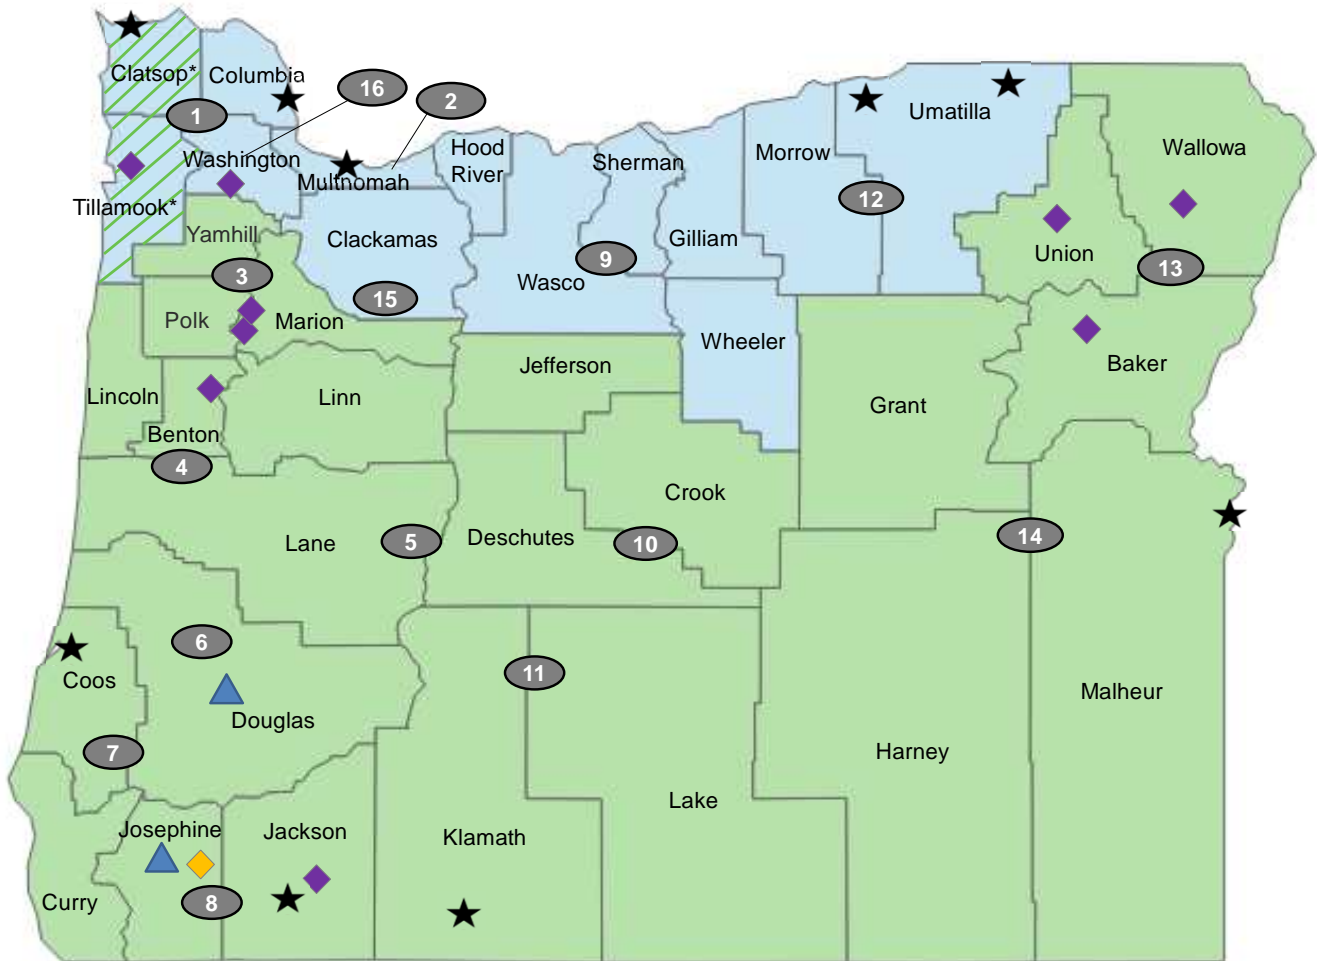 Clatsop*
Columbia
16
2
1
Washington
Multnomah
Hood
River
Sherman
Morrow
Umatilla
Wallowa
Tillamook*
Yamhill
Clackamas
Gilliam
12
Union
13
3
15
Wasco
9
Polk
Marion
Wheeler
Baker
Lincoln
Linn
Jefferson
Grant
Benton
4
Crook
Lane
5
Deschutes
10
14
6
11
Coos
Douglas
Malheur
7
Harney
Lake
Josephine
Jackson
Klamath
Curry
8